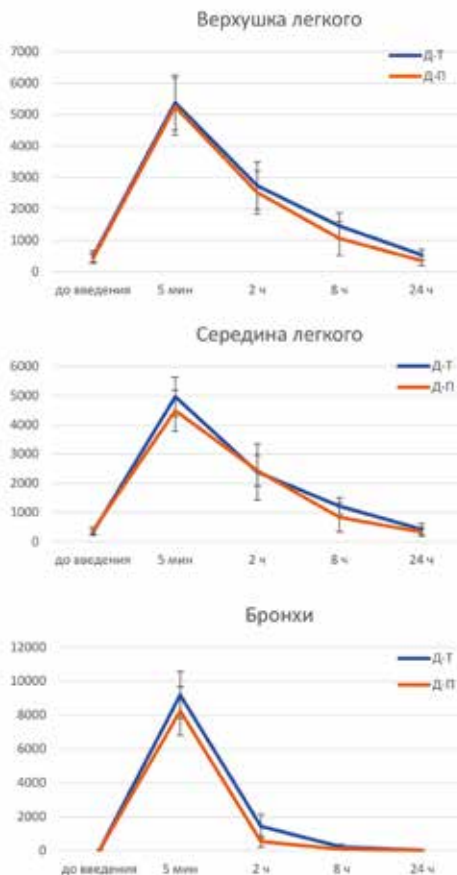 Верхушка легкого
7000
Д-Т
6000
Д-П
5000
4000
3000
2000
1000
0
до введения 5 мин 2 ч 8 ч 24 ч
Середина легкого
6000
Д-Т
5000
Д-П
4000
3000
2000
1000
0
до введения 5 мин 2 ч 8 ч 24 ч
Бронхи
12000
Д-Т
10000
Д-П
8000
6000
4000
2000
0
до введения 5 мин 2 ч 8 ч 24 ч